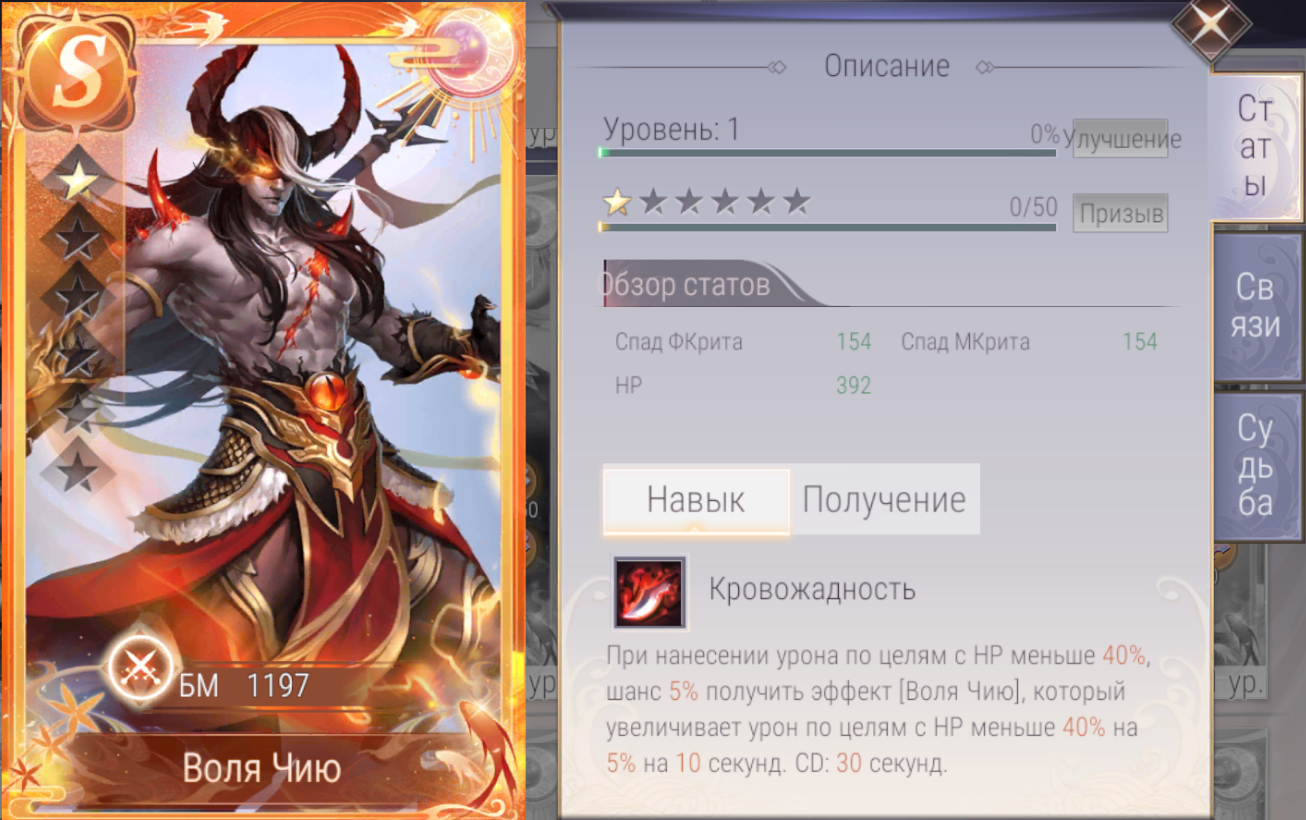 S
БМ 1197
Воля Чию
Описание
Уровень: 1
0%
Улучшение
0/50
Призыв
Обзор статов
Спад ФКрита 154 Спад МКрита 154
HP 392
Навык Получение
Кровожадность
При нанесении урона по целям с HP меньше 40%,
шанс 5% получить эффект [Воля Чию], который
увеличивает урон по целям с HP меньше 40% на
5% на 10 секунд. CD: 30 секунд.
Ст
ат
ы
Св
язи
Су
дь
ба
ур.